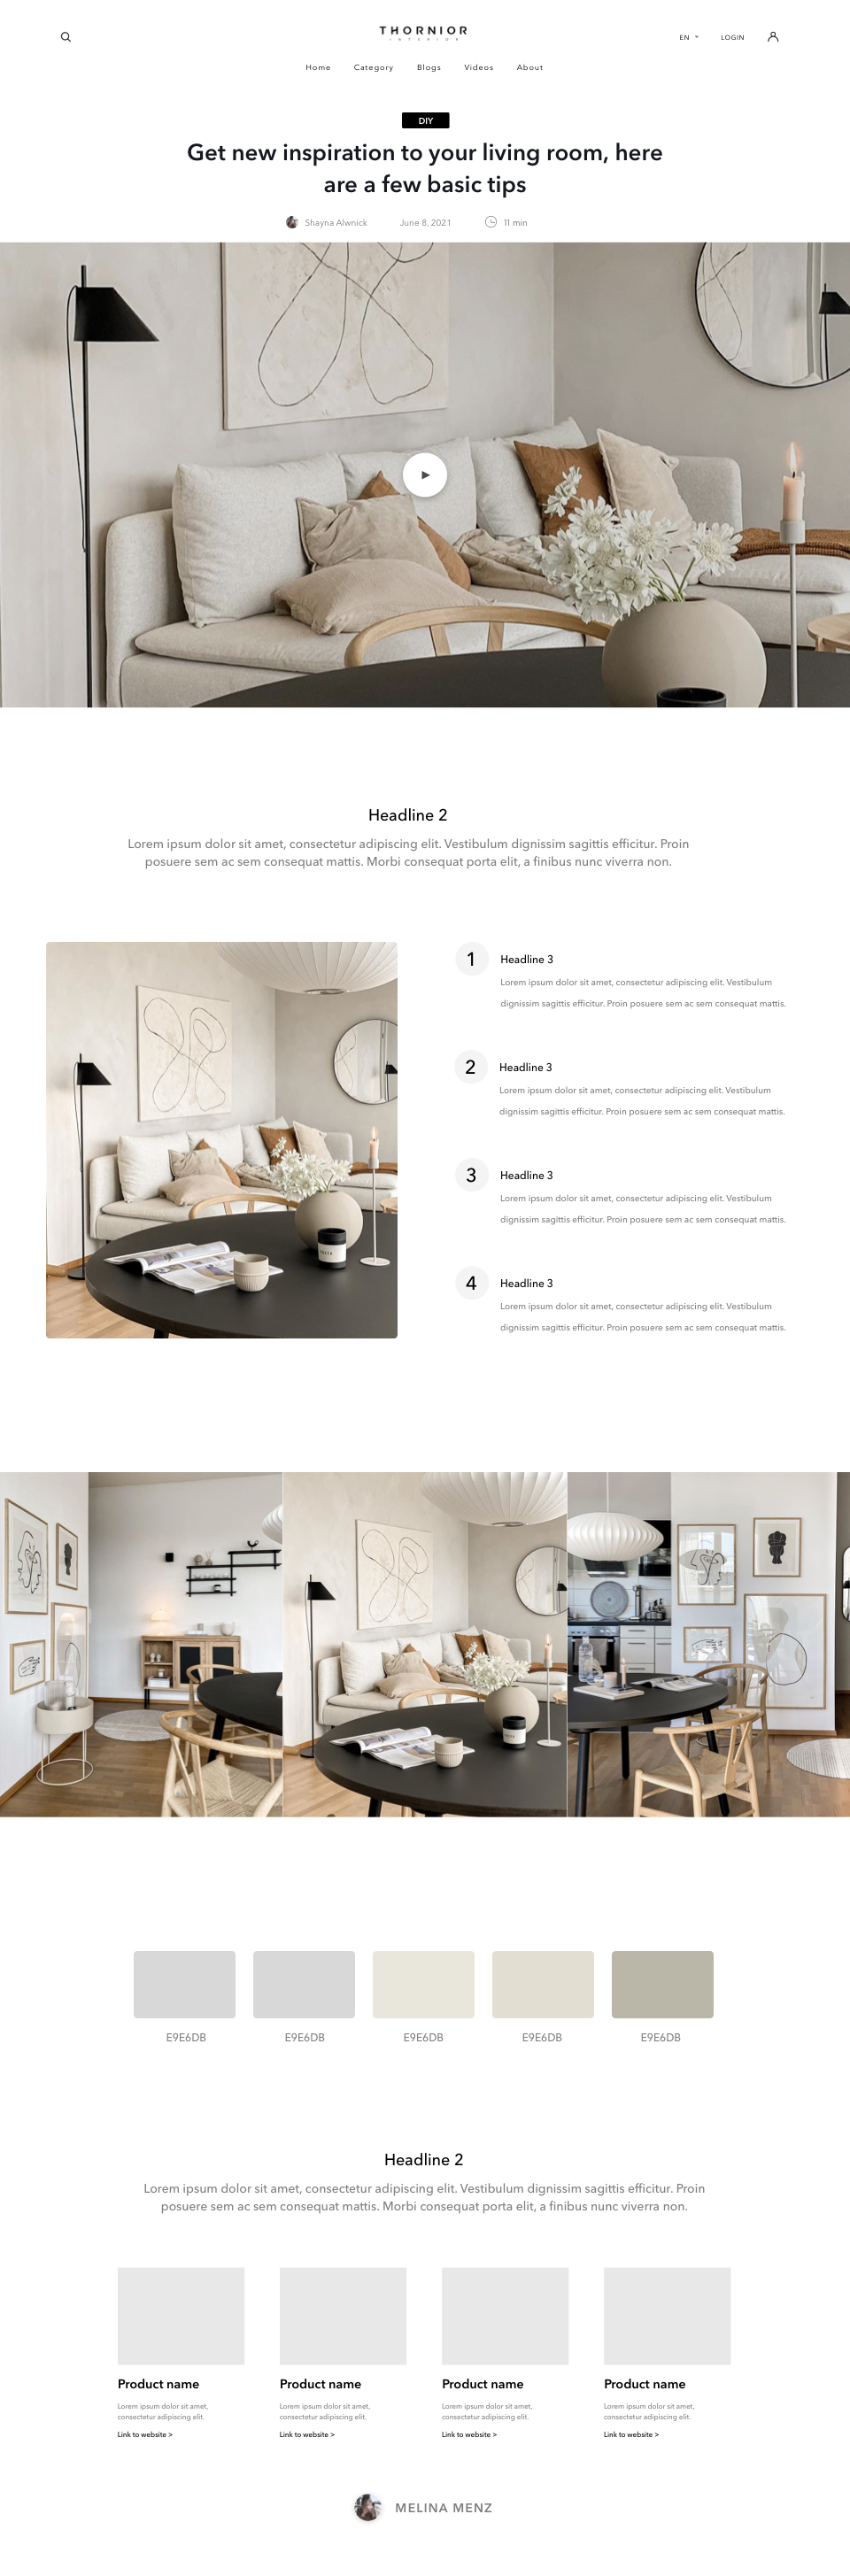 THORNIOR
INTERIOR
EN
LOGIN
Home Category Blogs Videos About
DIY
Get new inspiration to your living room, here
are a few basic tips
Shayna Alwnick June 8, 2021 11 min
Headline 2
Lorem ipsum dolor sit amet, consectetur adipiscing elit. Vestibulum dignissim sagittis efficitur. Proin
posuere sem ac sem consequat mattis. Morbi consequat porta elit, a finibus nunc viverra non.
1
Headline 3
Lorem ipsum dolor sit amet, consectetur adipiscing elit. Vestibulum
dignissim sagittis efficitur. Proin posuere sem ac sem consequat mattis.
2
Headline 3
Lorem ipsum dolor sit amet, consectetur adipiscing elit. Vestibulum
dignissim sagittis efficitur. Proin posuere sem ac sem consequat mattis.
3
Headline 3
Lorem ipsum dolor sit amet, consectetur adipiscing elit. Vestibulum
dignissim sagittis efficitur. Proin posuere sem ac sem consequat mattis.
4
Headline 3
Lorem ipsum dolor sit amet, consectetur adipiscing elit. Vestibulum
dignissim sagittis efficitur. Proin posuere sem ac sem consequat mattis.
E9E6DB E9E6DB E9E6DB E9E6DB E9E6DB
Headline 2
Lorem ipsum dolor sit amet, consectetur adipiscing elit. Vestibulum dignissim sagittis efficitur. Proin
posuere sem ac sem consequat mattis. Morbi consequat porta elit, a finibus nunc viverra non.
Product name
Lorem ipsum dolor sit amet,
consectetur adipiscing elit.
Link to website >
Product name
Lorem ipsum dolor sit amet,
consectetur adipiscing elit.
Link to website >
Product name
Lorem ipsum dolor sit amet,
consectetur adipiscing elit.
Link to website >
Product name
Lorem ipsum dolor sit amet,
consectetur adipiscing elit.
Link to website >
MELINA MENZ